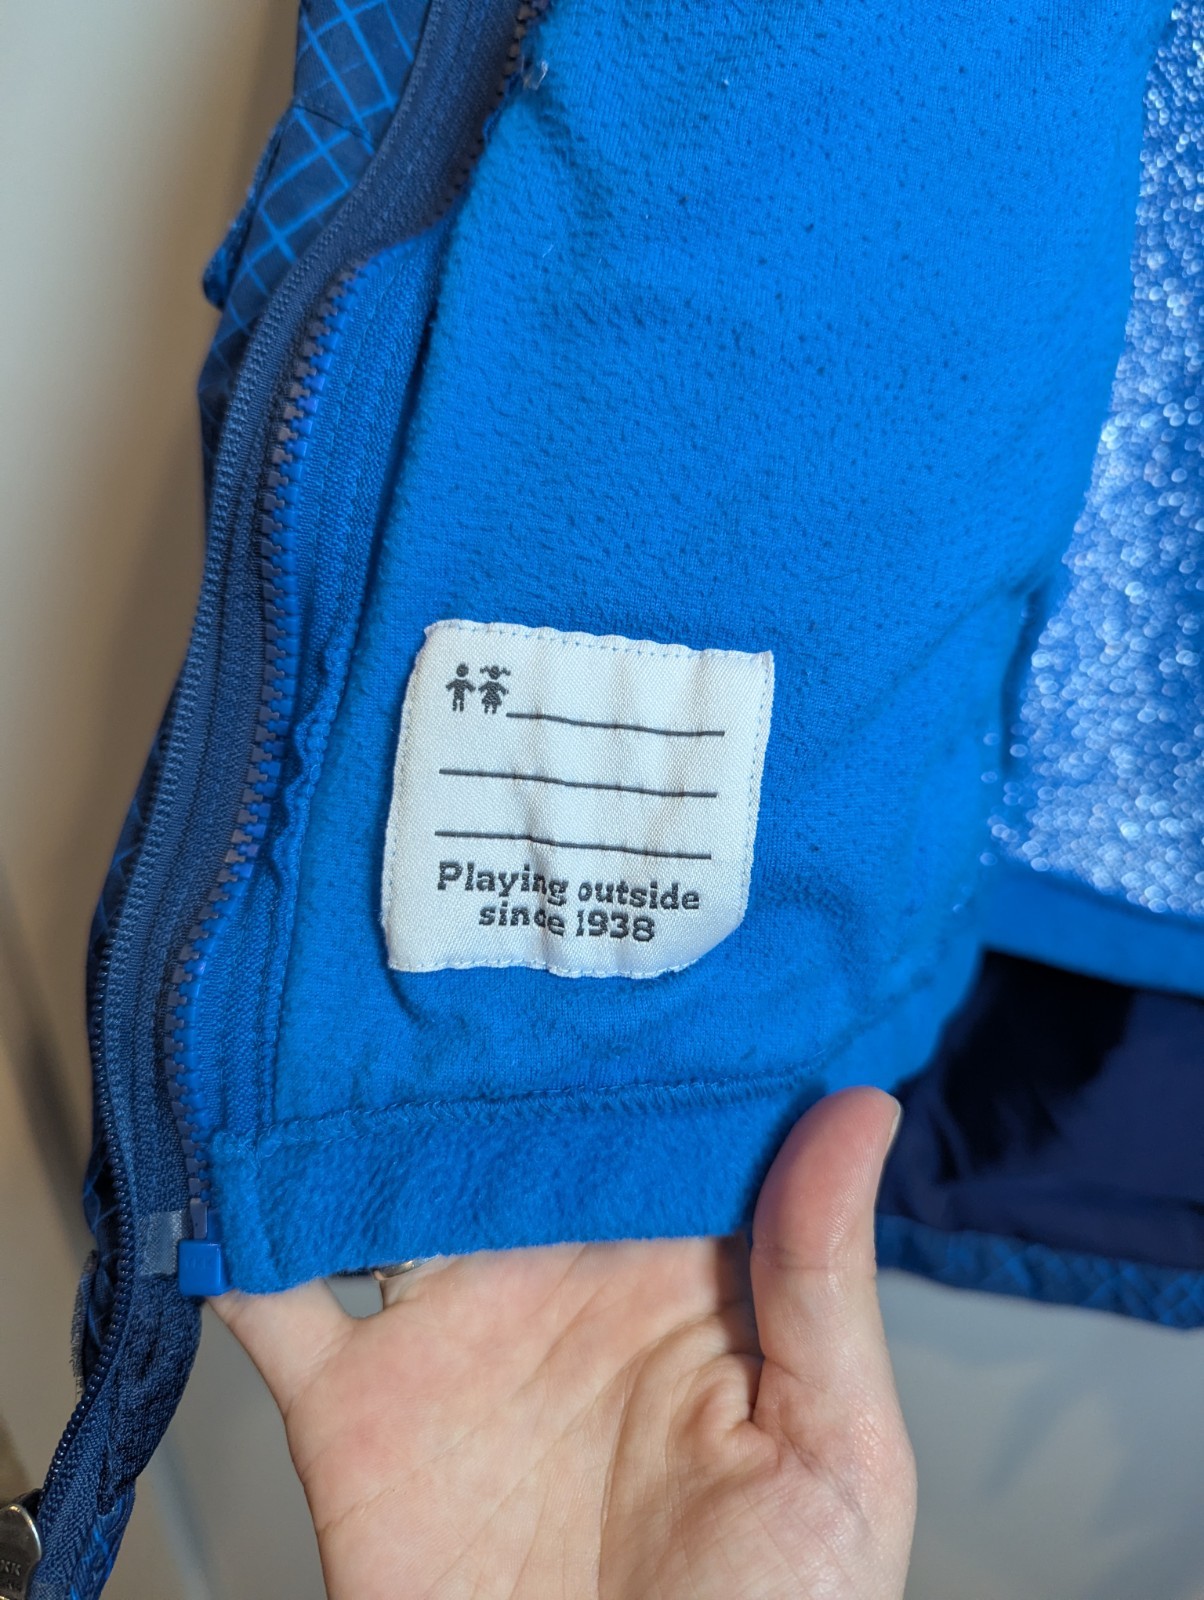 Playing outside
since 1938